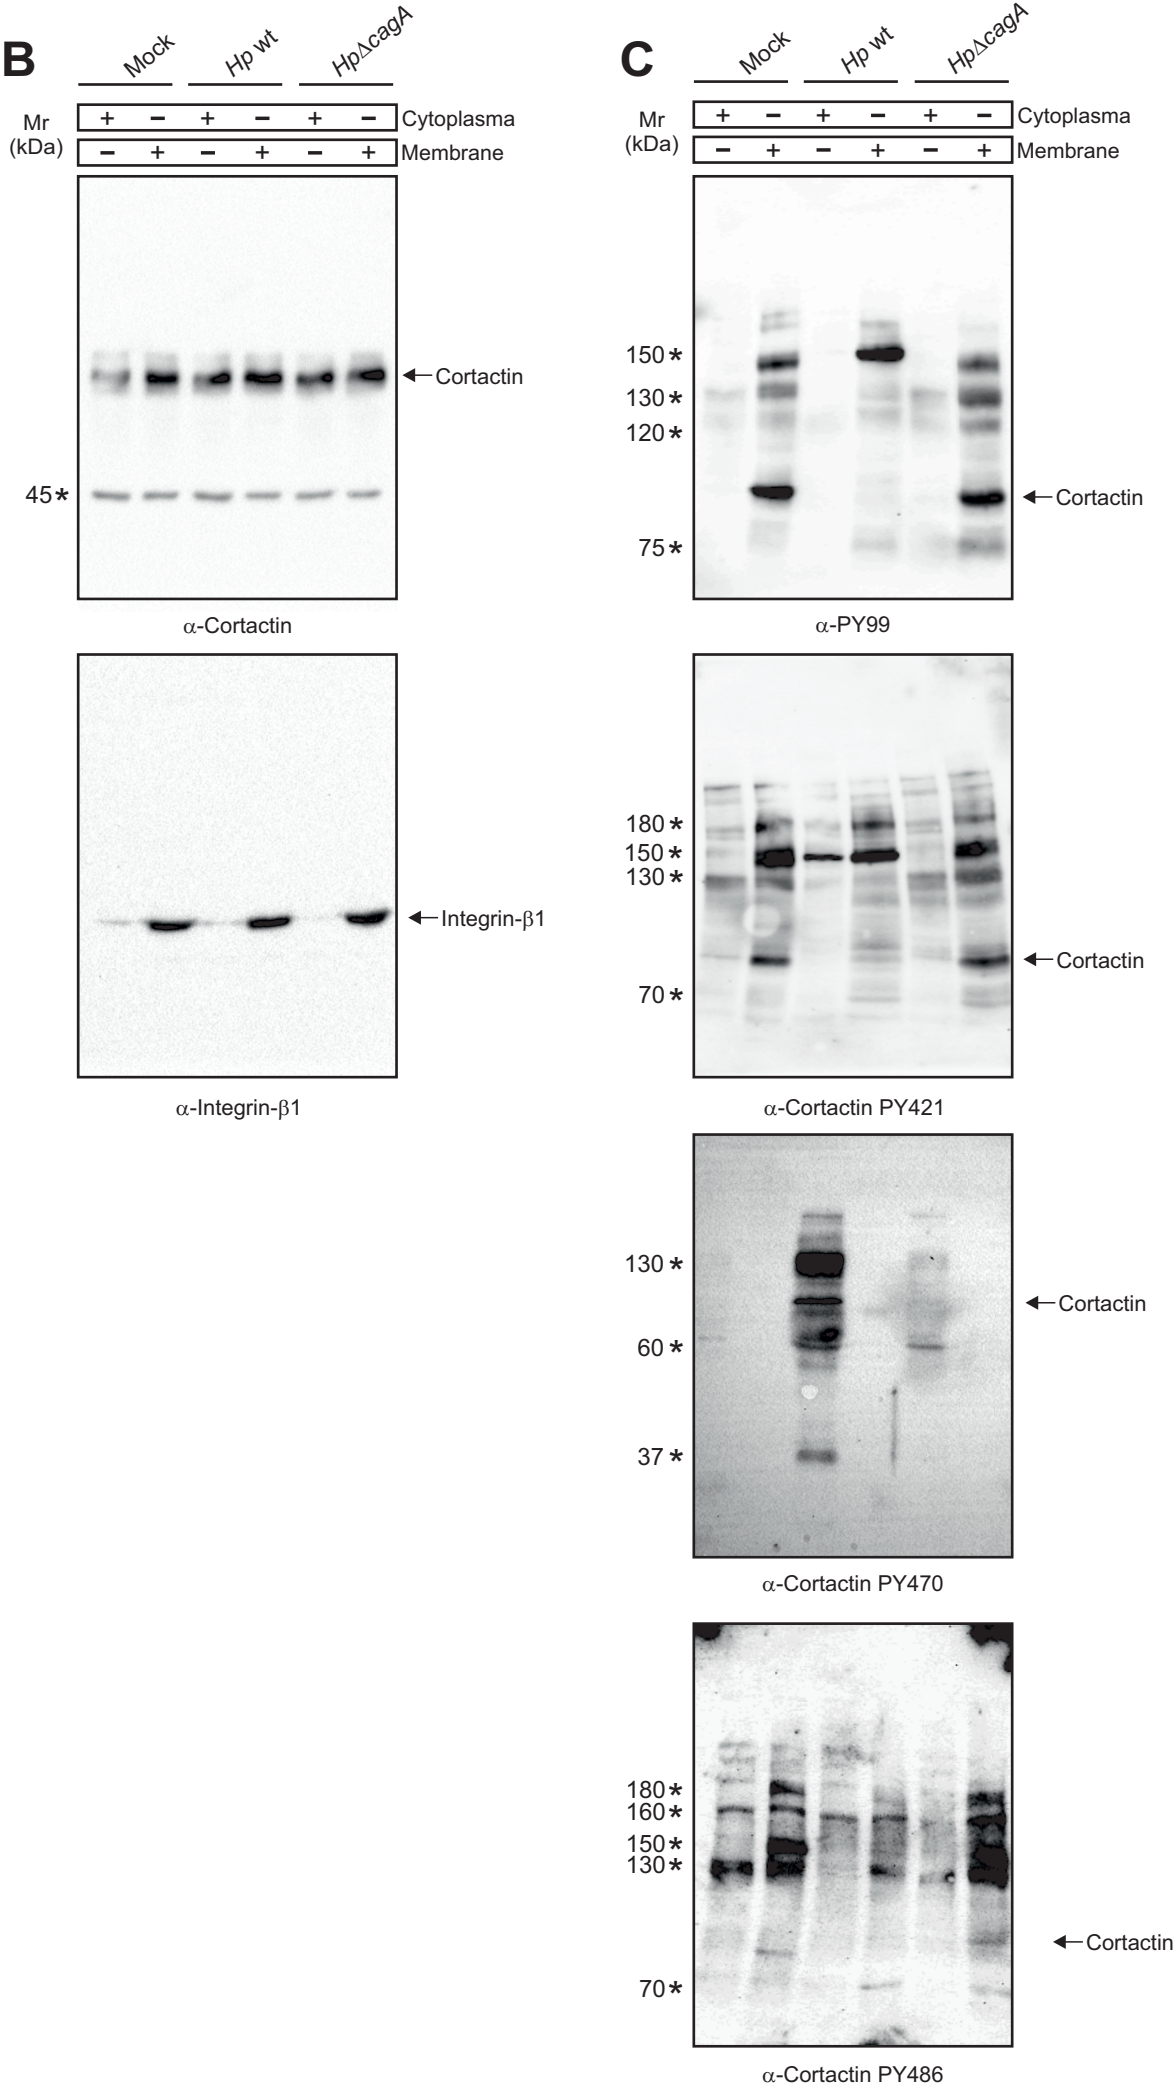 B
Mock
Hp wt
HpΔcagA
Mr
(kDa)
+ − + − + − Cytoplasma
− + − + − + Membrane
Cortactin
45*
α-Cortactin
Integrin-β1
α-Integrin-β1
C
Mock
Hp wt
HpΔcagA
Mr
(kDa)
+ − + − + − Cytoplasma
− + − + − + Membrane
150*
130*
120*
Cortactin
75*
α-PY99
180*
150*
130*
Cortactin
70*
α-Cortactin PY421
130*
Cortactin
60*
37*
α-Cortactin PY470
180*
160*
150*
130*
Cortactin
70*
α-Cortactin PY486